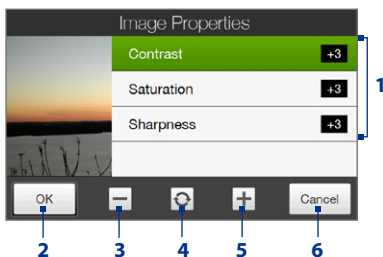 Image Properties
Contrast +3
Saturation +3
Sharpness +3
1
OK Cancel
2 3 4 5 6